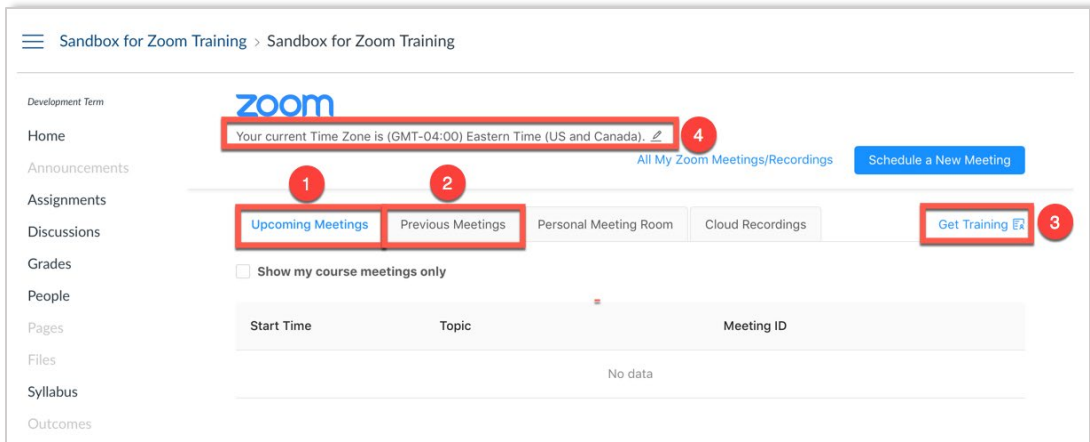 Sandbox for Zoom Training > Sandbox for Zoom Training
Development Term
Home
Announcements
Assignments
Discussions
Grades
People
Pages
Files
Syllabus
Outcomes
zoom
Your current Time Zone is (GMT-04:00) Eastern Time (US and Canada).
4
All My Zoom Meetings/Recordings
Schedule a New Meeting
1
2
Upcoming Meetings
Previous Meetings
Personal Meeting Room
Cloud Recordings
Get Training
3
Show my course meetings only
Start Time
Topic
Meeting ID
No data